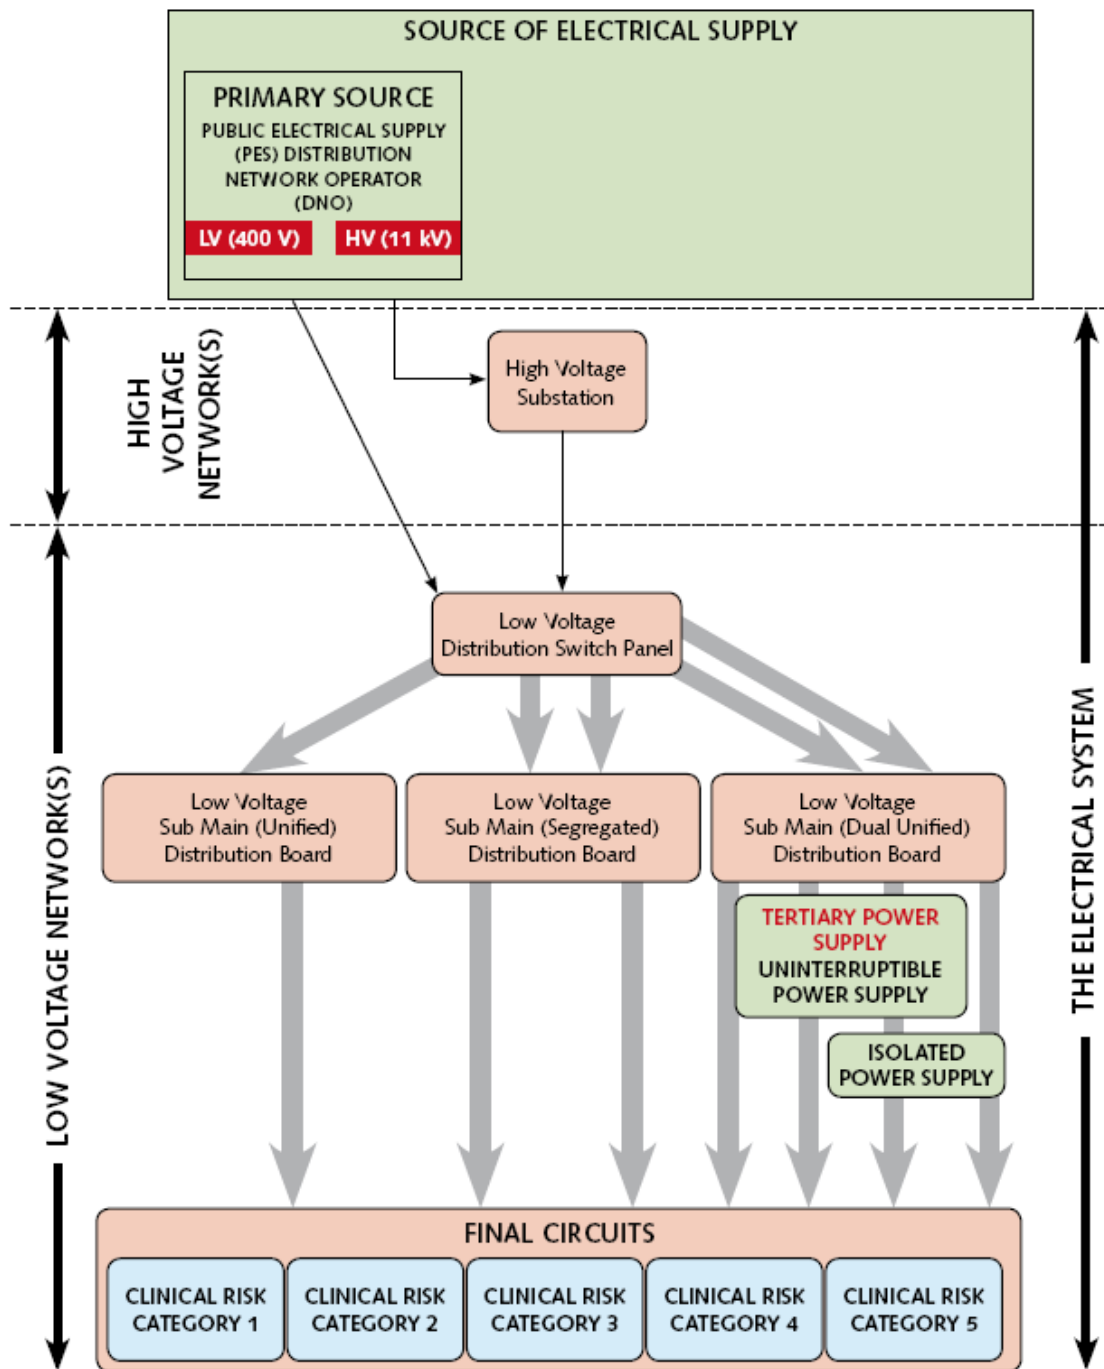 SOURCE OF ELECTRICAL SUPPLY
PRIMARY SOURCE
PUBLIC ELECTRICAL SUPPLY
(PES) DISTRIBUTION
NETWORK OPERATOR
(DNO)
LV (400 V)
HV (11 kV)
HIGH
VOLTAGE
NETWORK(S)
High Voltage
Substation
Low Voltage
Distribution Switch Panel
LOW VOLTAGE NETWORK(S)
THE ELECTRICAL SYSTEM
Low Voltage
Sub Main (Unified)
Distribution Board
Low Voltage
Sub Main (Segregated)
Distribution Board
Low Voltage
Sub Main (Dual Unified)
Distribution Board
TERTIARY POWER
SUPPLY
UNINTERRUPTIBLE
POWER SUPPLY
ISOLATED
POWER SUPPLY
FINAL CIRCUITS
CLINICAL RISK
CATEGORY 1
CLINICAL RISK
CATEGORY 2
CLINICAL RISK
CATEGORY 3
CLINICAL RISK
CATEGORY 4
CLINICAL RISK
CATEGORY 5